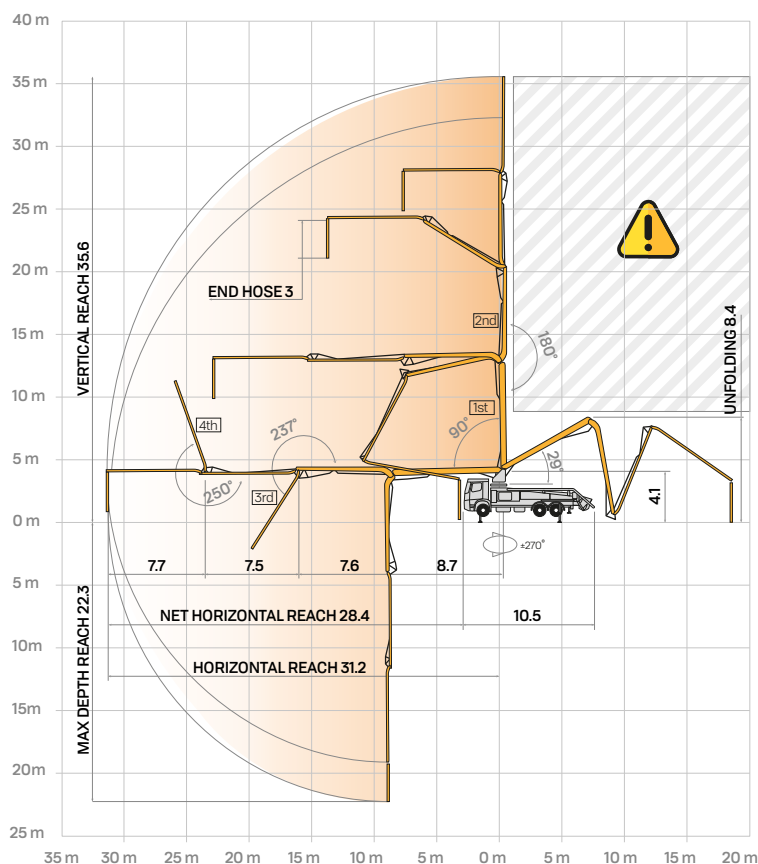 40 m
35 m
30 m
25 m
20 m
15 m
10 m
5 m
0 m
5 m
10m
15m
20m
25 m
35 m
30 m
25 m
20 m
15 m
10 m
5 m
0 m
5 m
10 m
15 m
20 m
VERTICAL REACH 35.6
MAX DEPTH REACH 22.3
END HOSE 3
2nd
180°
UNFOLDING 8.4
1st
90°
29°
4th
237°
250°
3rd
4.1
±270°
7.7
7.5
7.6
8.7
NET HORIZONTAL REACH 28.4
10.5
HORIZONTAL REACH 31.2